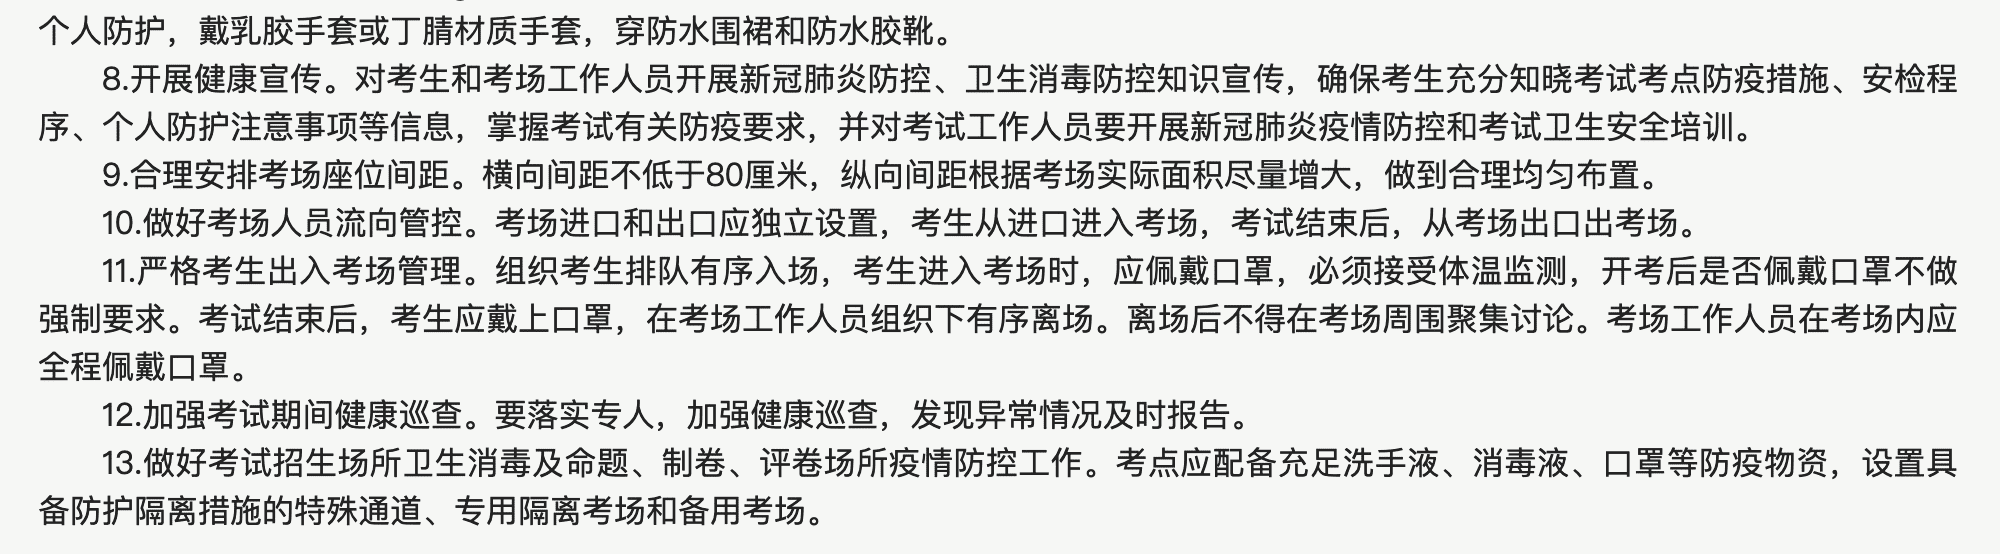 个人防护，戴乳胶手套或丁腈材质手套，穿防水围裙和防水胶靴。
8.开展健康宣传。对考生和考场工作人员开展新冠肺炎防控、卫生消毒防控知识宣传，确保考生充分知晓考试考点防疫措施、安检程
序、个人防护注意事项等信息，掌握考试有关防疫要求，并对考试工作人员要开展新冠肺炎疫情防控和考试卫生安全培训。
9.合理安排考场座位间距。横向间距不低于80厘米，纵向间距根据考场实际面积尽量增大，做到合理均匀布置。
10.做好考场人员流向管控。考场进口和出口应独立设置，考生从进口进入考场，考试结束后，从考场出口出考场。
11.严格考生出入考场管理。组织考生排队有序入场，考生进入考场时，应佩戴口罩，必须接受体温监测，开考后是否佩戴口罩不做
强制要求。考试结束后，考生应戴上口罩，在考场工作人员组织下有序离场。离场后不得在考场周围聚集讨论。考场工作人员在考场内应
全程佩戴口罩。
12.加强考试期间健康巡查。要落实专人，加强健康巡查，发现异常情况及时报告。
13.做好考试招生场所卫生消毒及命题、制卷、评卷场所疫情防控工作。考点应配备充足洗手液、消毒液、口罩等防疫物资，设置具
备防护隔离措施的特殊通道、专用隔离考场和备用考场。